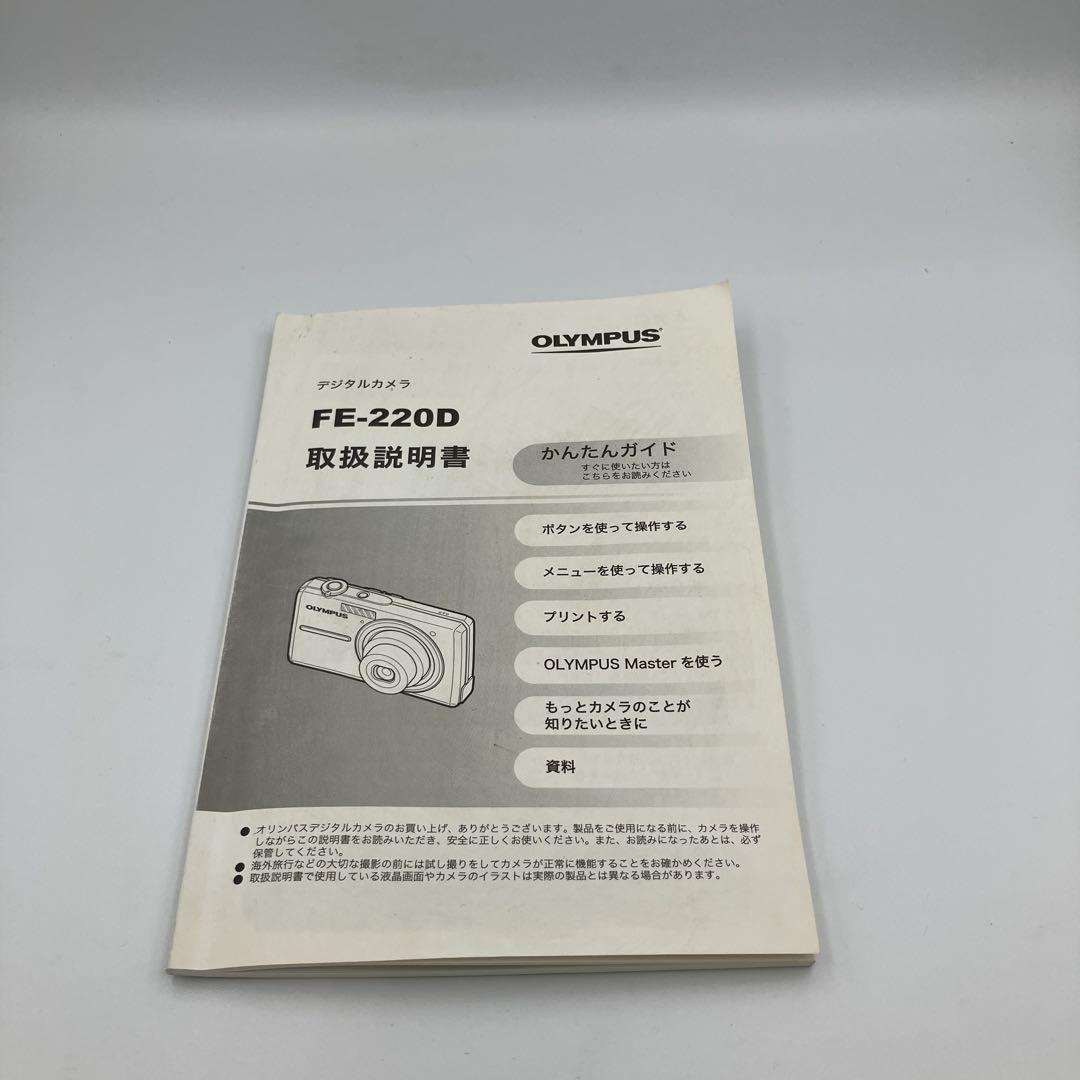 OLYMPUS®
デジタルカメラ
FE-220D
取扱説明書
かんたんガイド
すぐに使いたい方は
こちらをお読みください
ボタンを使って操作する
メニューを使って操作する
プリントする
OLYMPUS Master を使う
もっとカメラのことが
知りたいときに
資料
OLYMPUS
● オリンパスデジタルカメラのお買い上げ、ありがとうございます。製品をご使用になる前に、カメラを操作
しながらこの説明書をお読みいただき、安全に正しくお使いください。また、お読みになったあとは、必ず
保管してください。
● 海外旅行などの大切な撮影の前には試し撮りをしてカメラが正常に機能することをお確かめください。
● 取扱説明書で使用している液晶画面やカメラのイラストは実際の製品とは異なる場合があります。